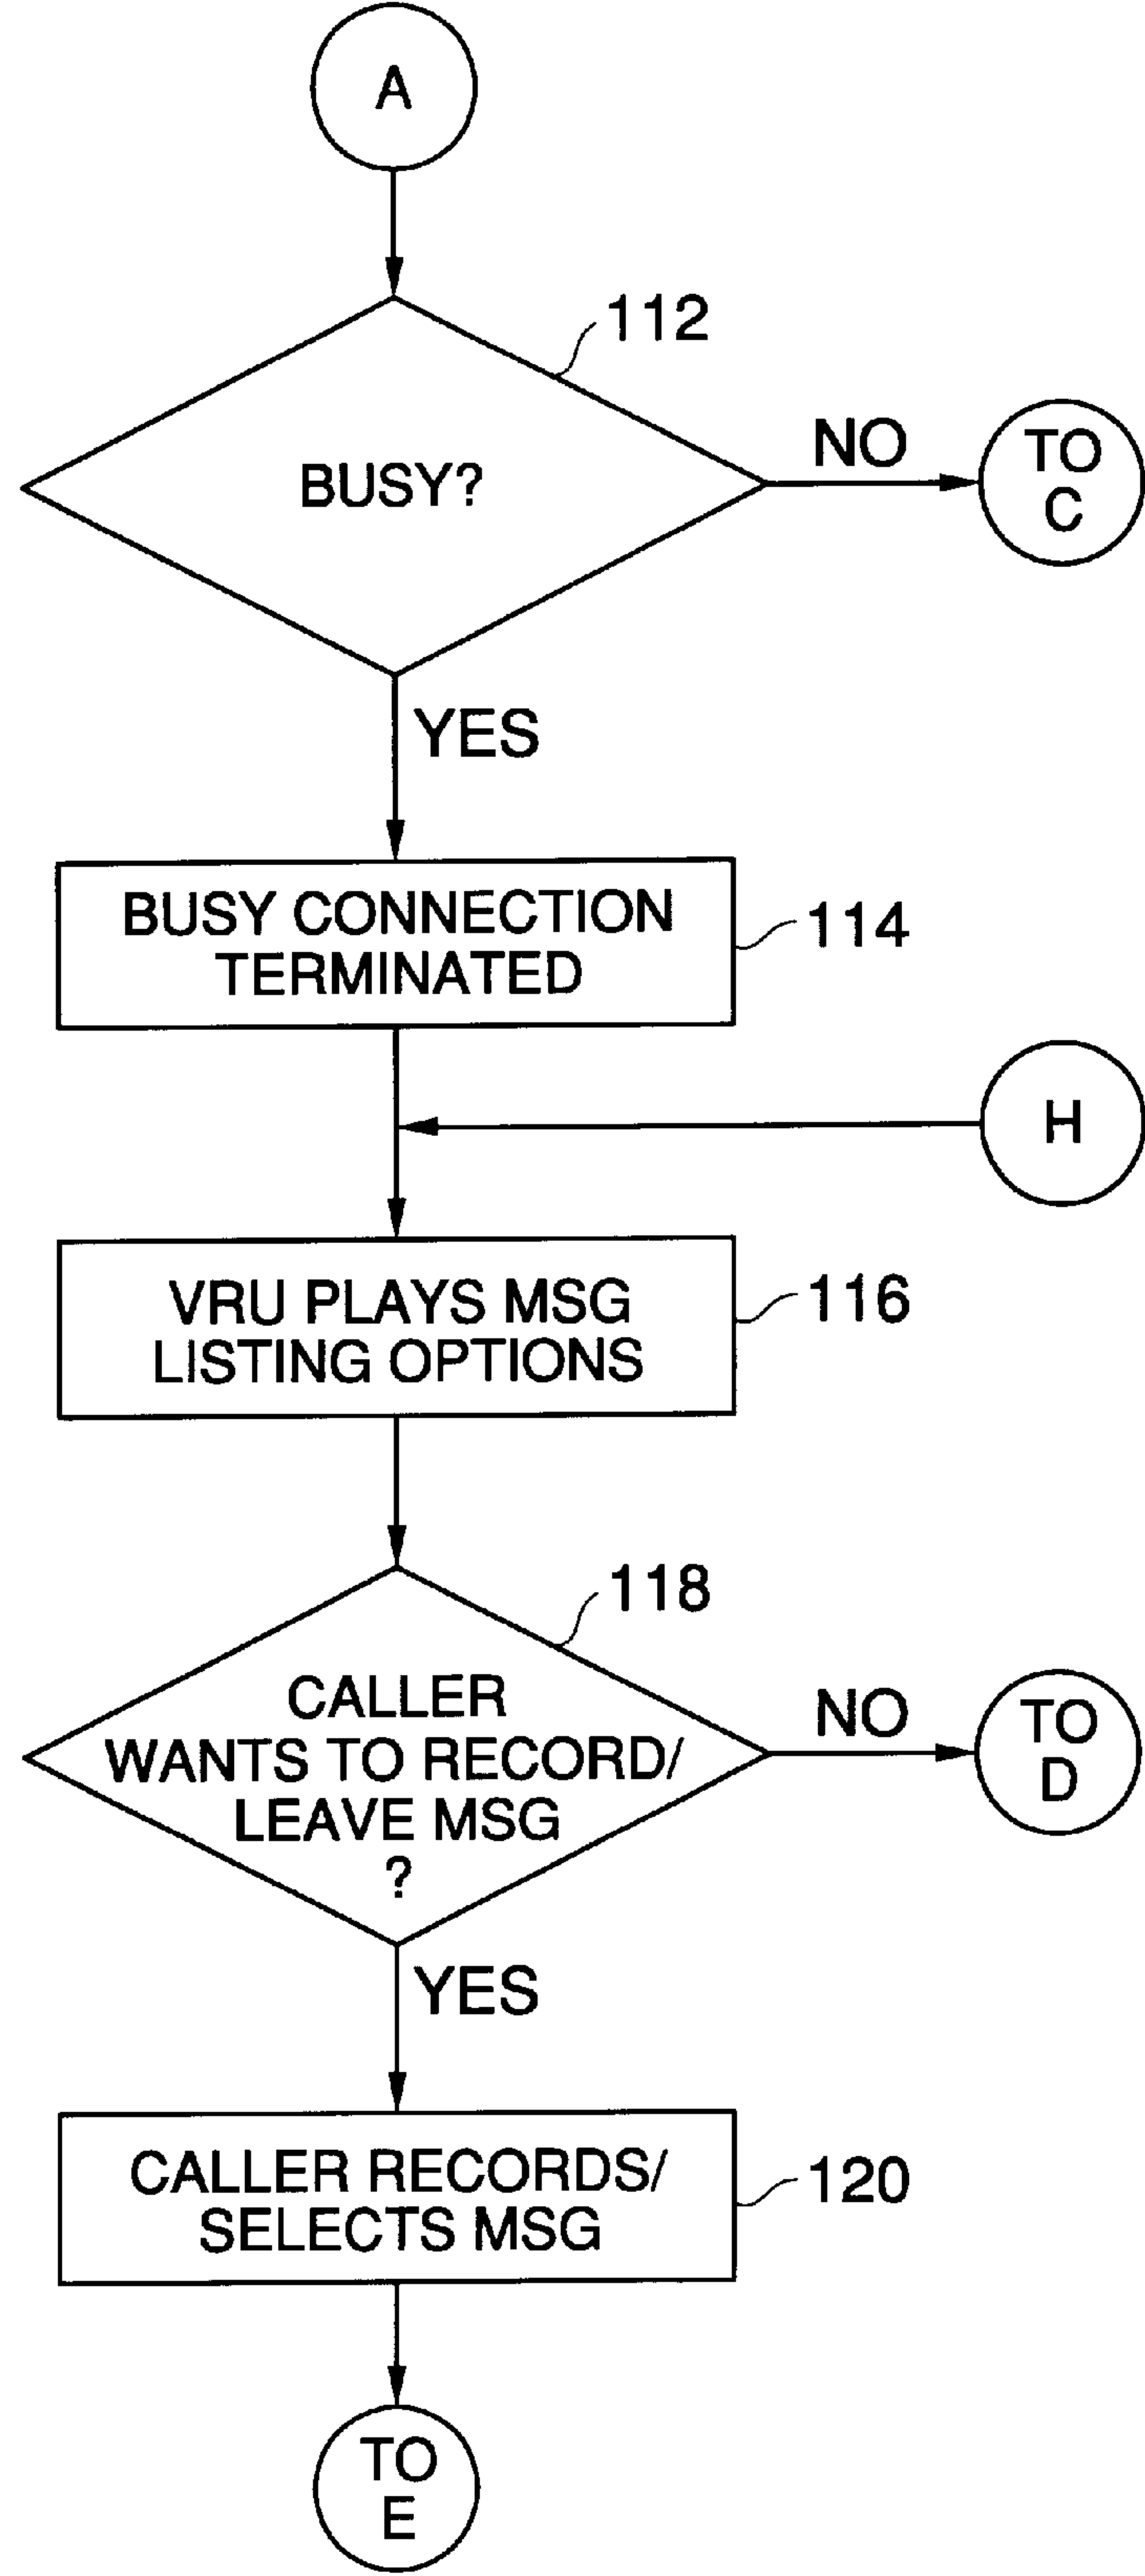 A
112
BUSY?
NO
TO
C
YES
BUSY CONNECTION
TERMINATED
114
H
VRU PLAYS MSG
LISTING OPTIONS
116
118
CALLER
WANTS TO RECORD/
LEAVE MSG
?
NO
TO
D
YES
CALLER RECORDS/
SELECTS MSG
120
TO
E